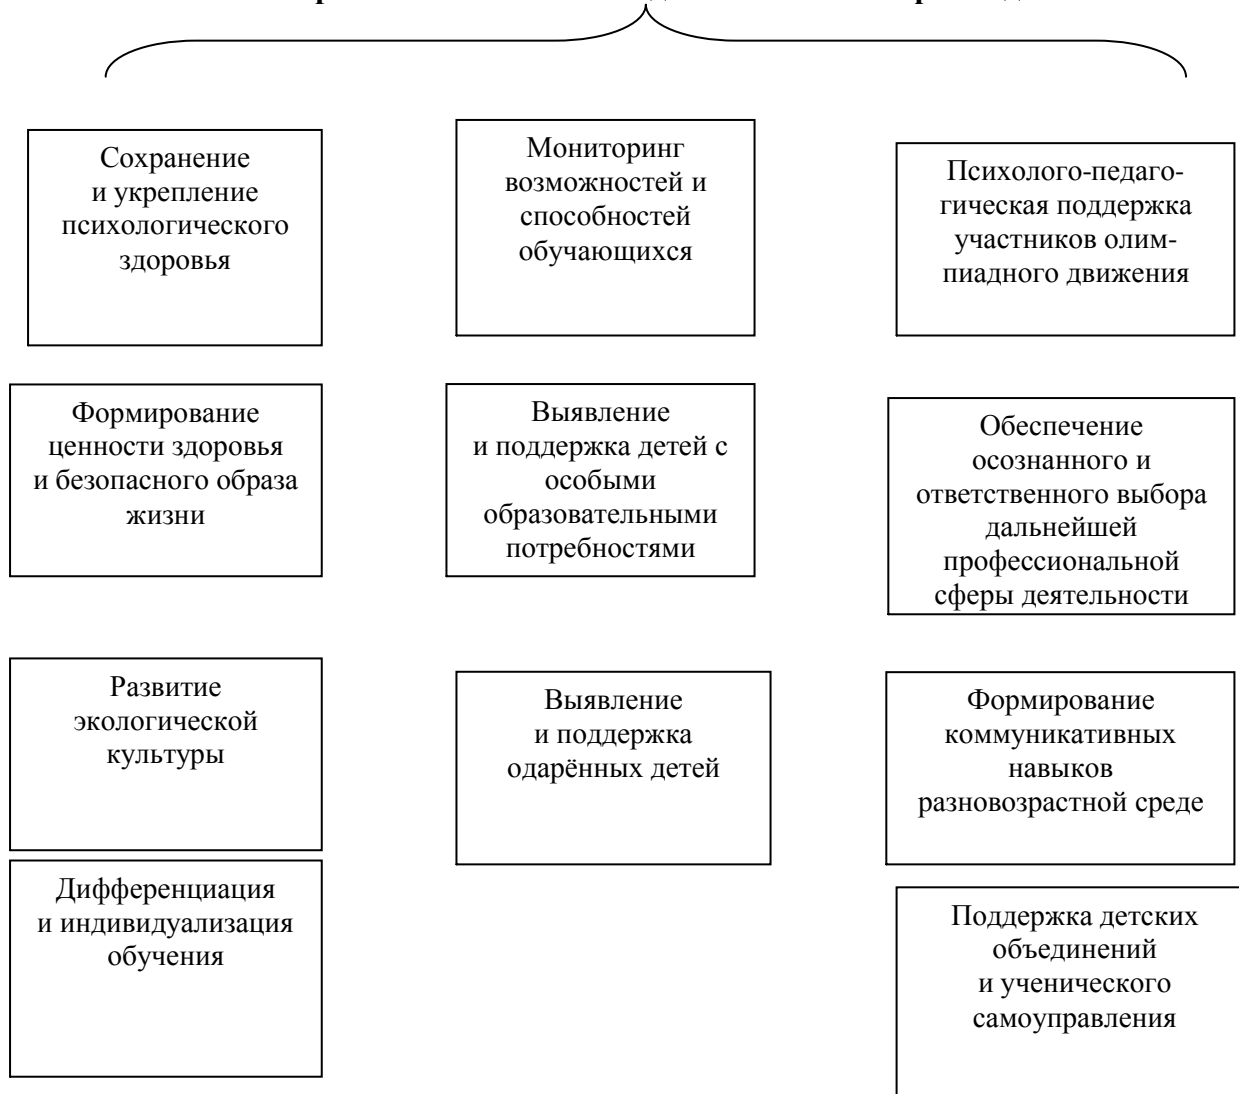 Сохранение
и укрепление
психологического
здоровья
Мониторинг
возможностей и
способностей
обучающихся
Психолого-педаго-
гическая поддержка
участников олим-
пиадного движения
Формирование
ценности здоровья
и безопасного образа
жизни
Выявление
и поддержка детей с
особыми
образовательными
потребностями
Обеспечение
осознанного и
ответственного выбора
дальнейшей
профессиональной
сферы деятельности
Развитие
экологической
культуры
Выявление
и поддержка
одарённых детей
Формирование
коммуникативных
навыков
разновозрастной среде
Дифференциация
и индивидуализация
обучения
Поддержка детских
объединений
и ученического
самоуправления